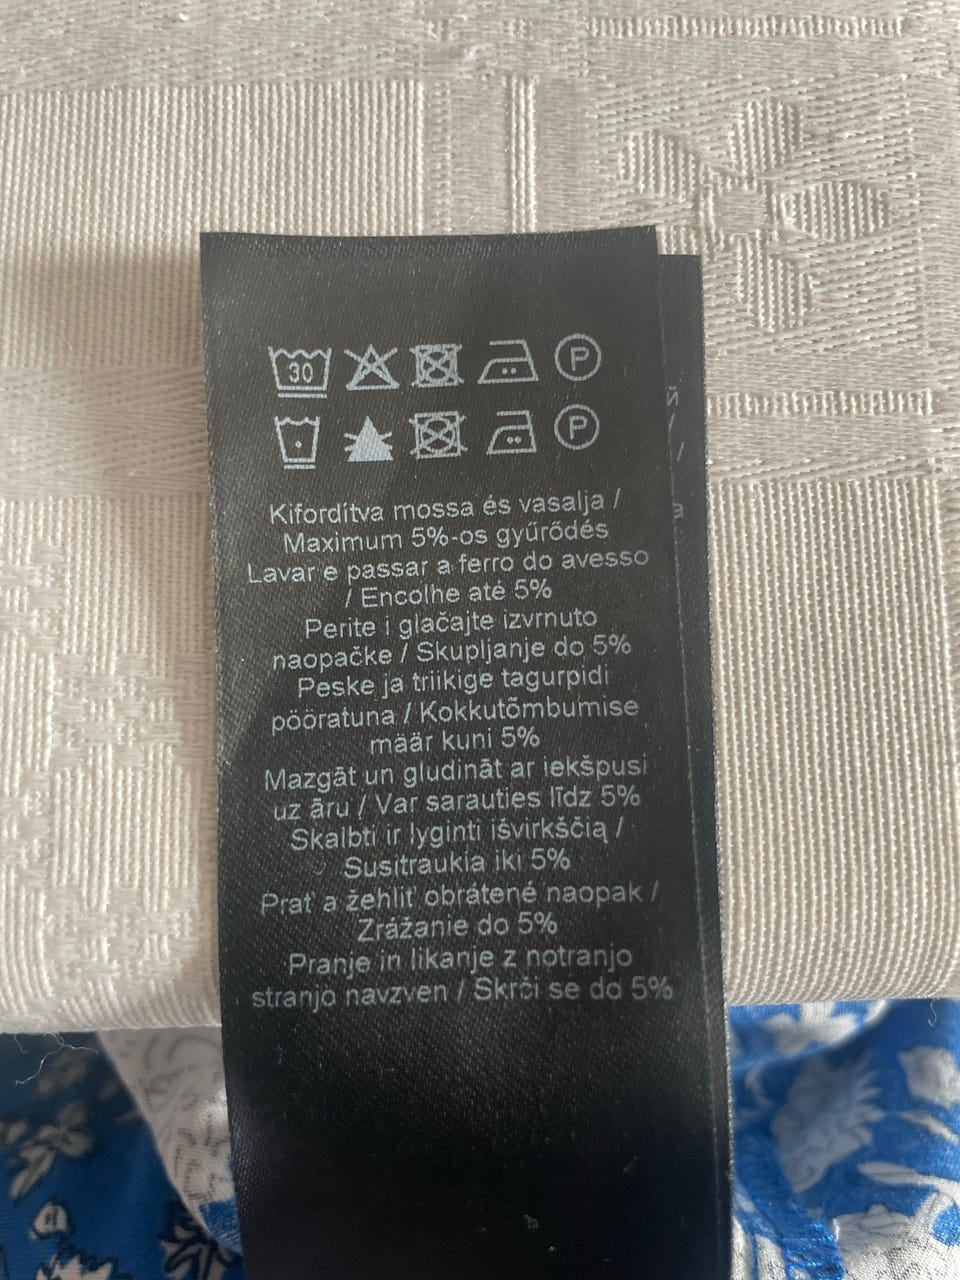 30 P
P
Kifordítva mossa és vasalja /
Maximum 5%-os gyűrődés
Lavar e passar a ferro do avesso
/ Encolhe até 5%
Perite i glačajte izvrnuto
naopačke / Skupljanje do 5%
Peske ja triikige tagurpidi
pööratuna / Kokkutõmbumise
määr kuni 5%
Mazgāt un gludināt ar iekšpusi
uz āru / Var sarauties līdz 5%
Skalbti ir lyginti išvirkščią /
Susitraukia iki 5%
Prať a žehliť obrátené naopak /
Zrážanie do 5%
Pranje in likanje z notranjo
stranjo navzven / Skrči se do 5%